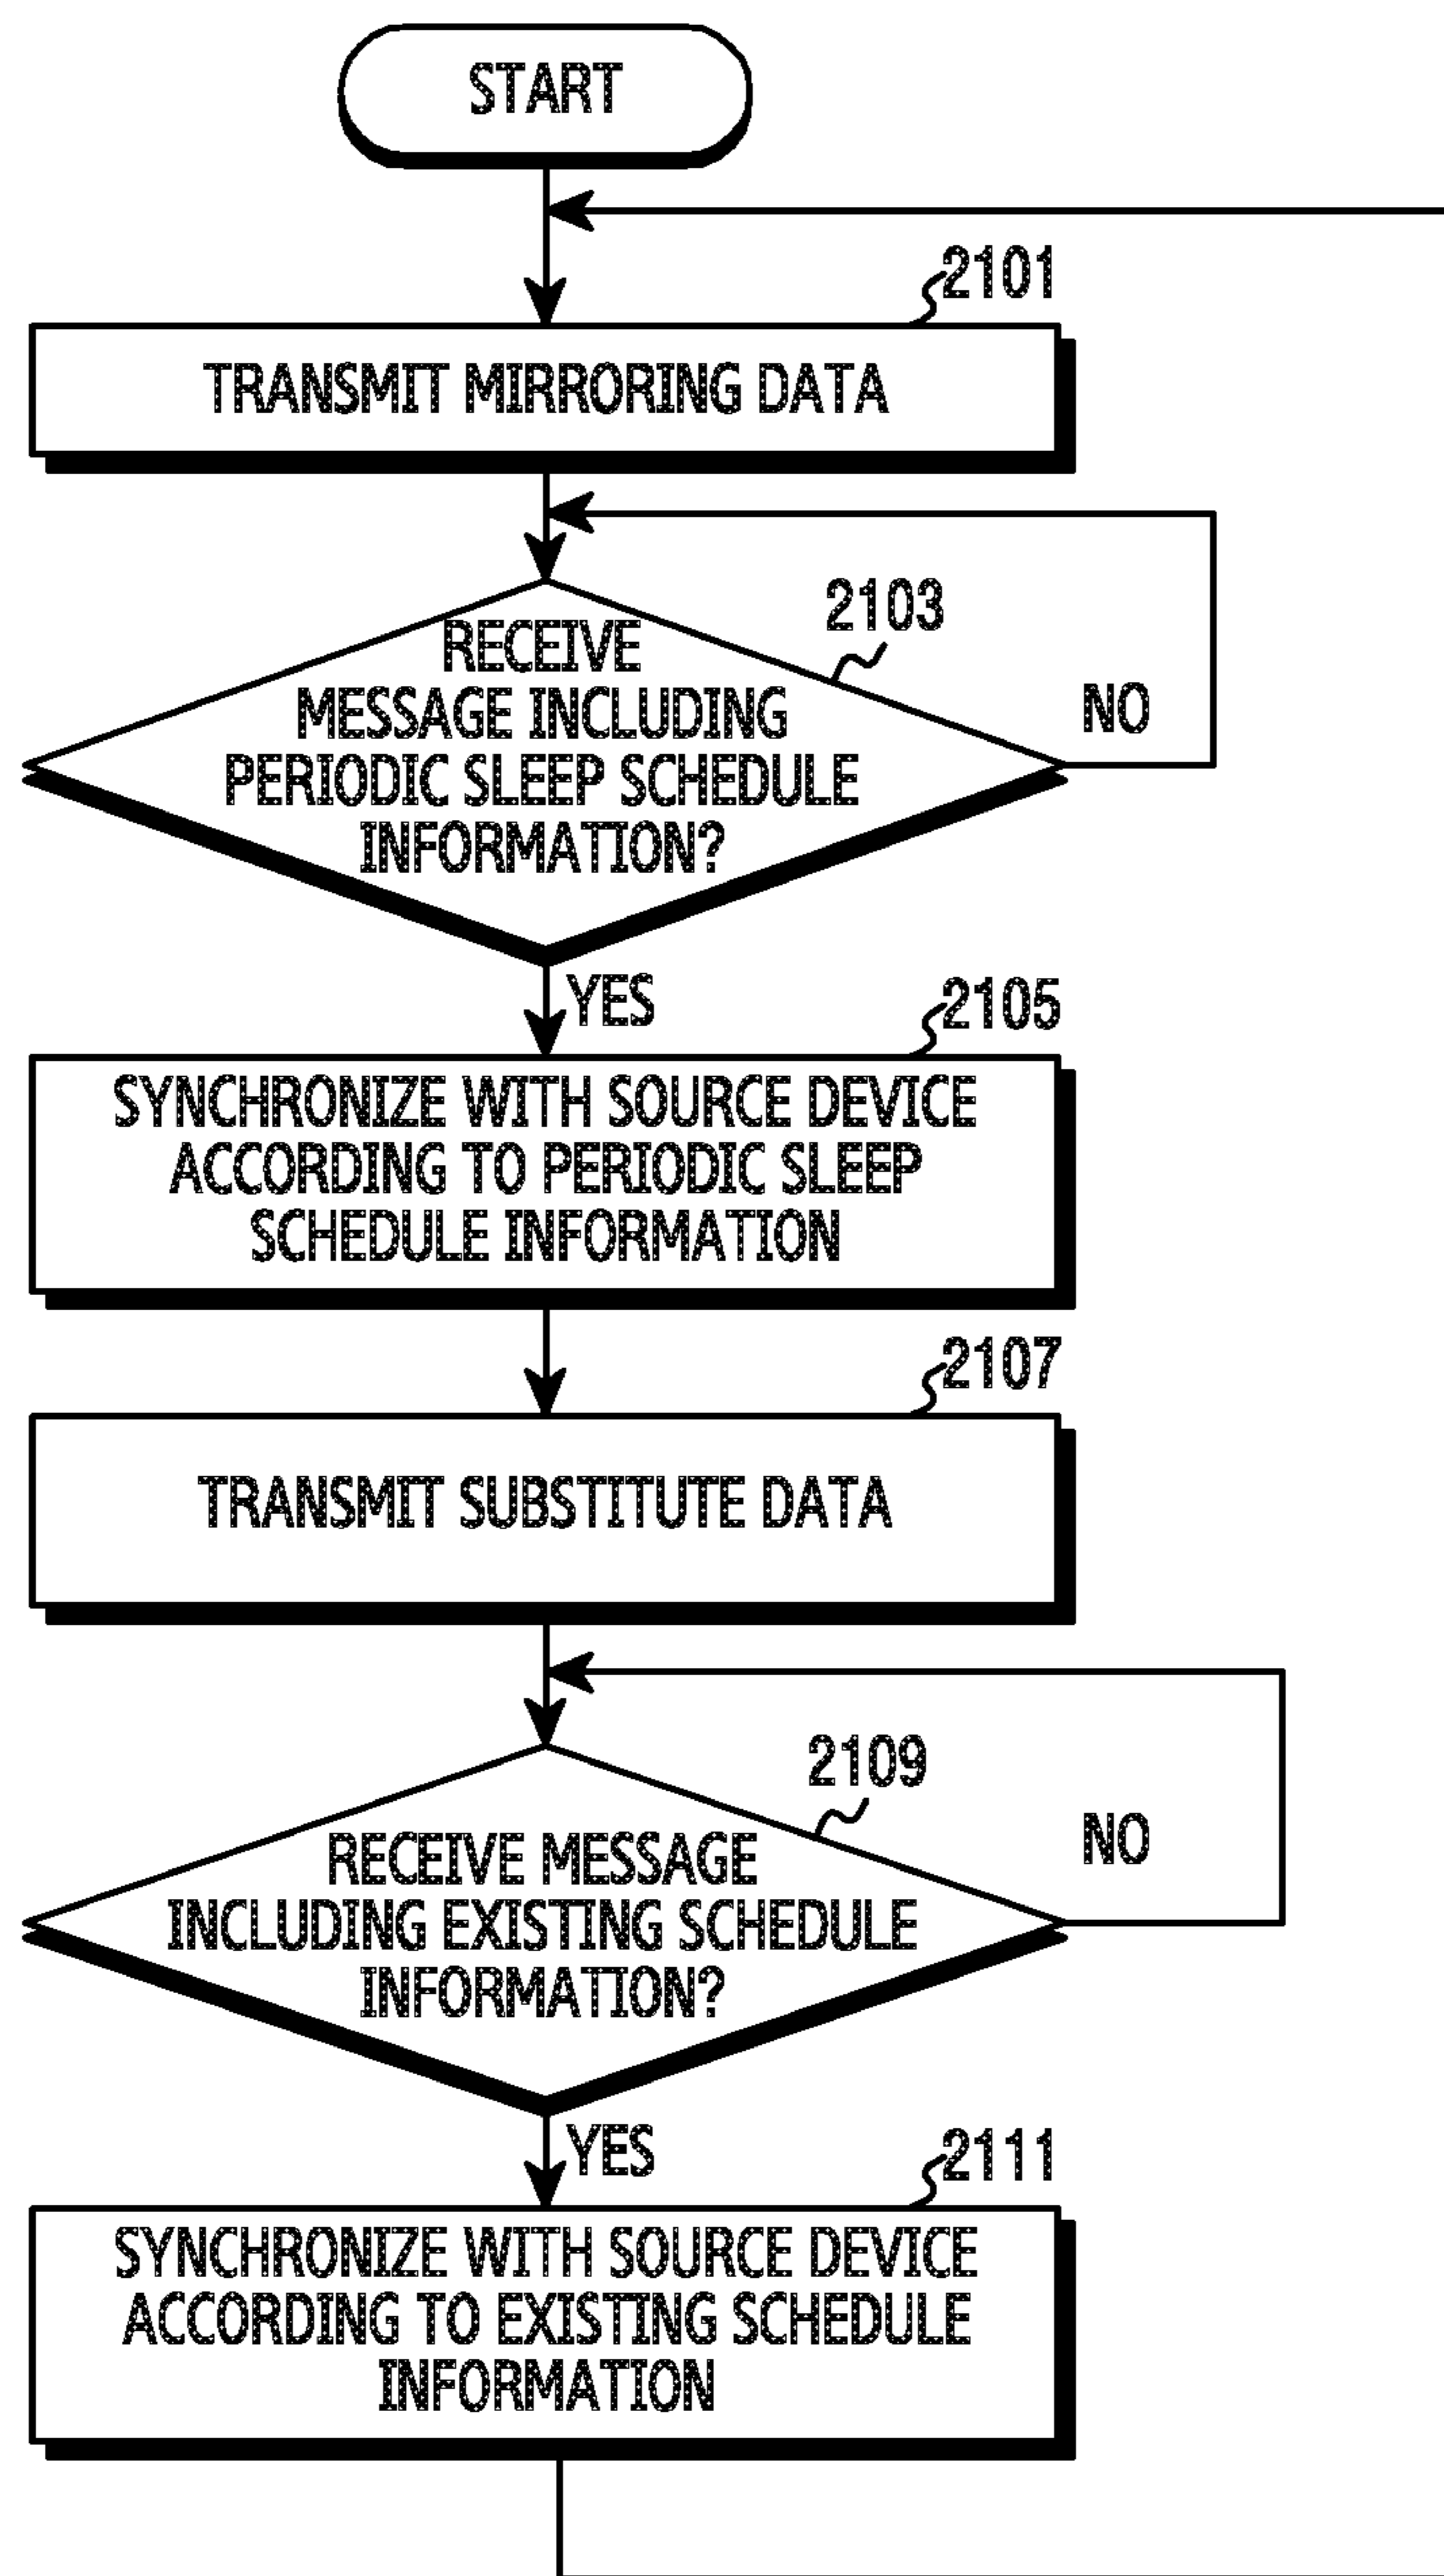 START
2101
TRANSMIT MIRRORING DATA
2103
RECEIVE
MESSAGE INCLUDING
PERIODIC SLEEP SCHEDULE
INFORMATION?
NO
YES
2105
SYNCHRONIZE WITH SOURCE DEVICE
ACCORDING TO PERIODIC SLEEP
SCHEDULE INFORMATION
2107
TRANSMIT SUBSTITUTE DATA
2109
RECEIVE MESSAGE
INCLUDING EXISTING SCHEDULE
INFORMATION?
NO
YES
2111
SYNCHRONIZE WITH SOURCE DEVICE
ACCORDING TO EXISTING SCHEDULE
INFORMATION